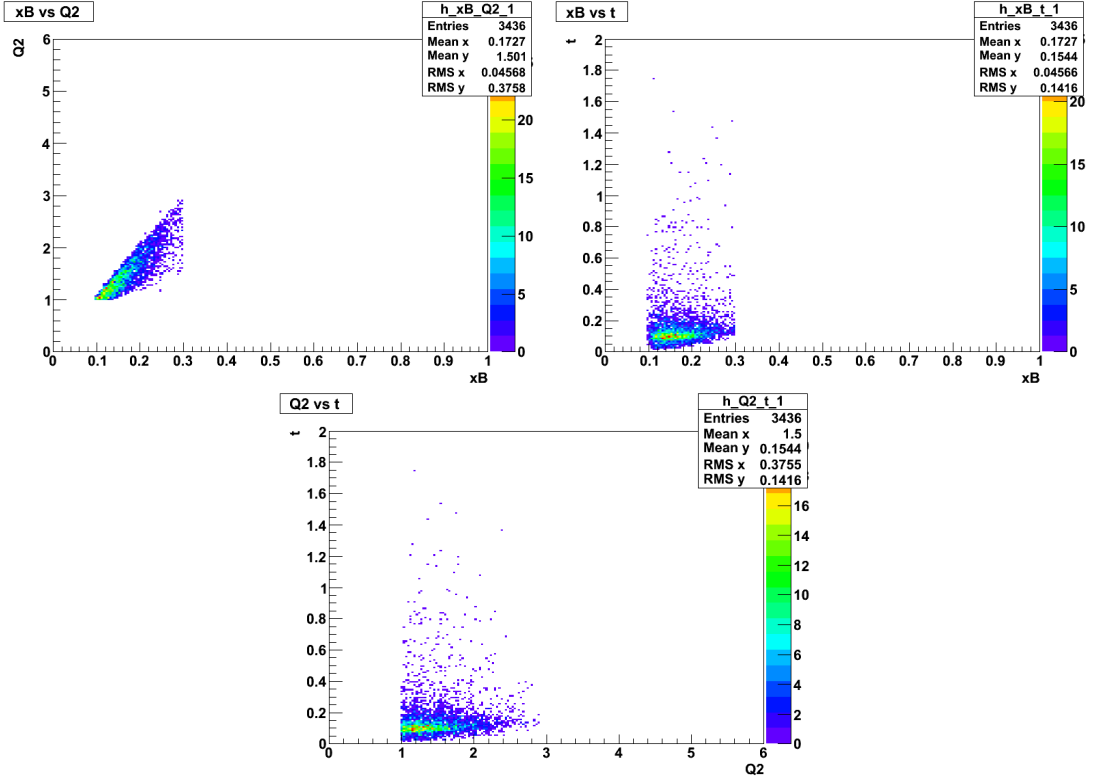 xB vs Q2
h_xB_Q2_1
Entries 3436
Mean x 0.1727
Mean y 1.501
RMS x 0.04568
RMS y 0.3758
Q2
6
5
4
3
2
1
0
0 0.1 0.2 0.3 0.4 0.5 0.6 0.7 0.8 0.9 1
xB
20
15
10
5
0
xB vs t
h_xB_t_1
Entries 3436
Mean x 0.1727
Mean y 0.1544
RMS x 0.04566
RMS y 0.1416
t
2
1.8
1.6
1.4
1.2
1
0.8
0.6
0.4
0.2
0
0 0.1 0.2 0.3 0.4 0.5 0.6 0.7 0.8 0.9 1
xB
20
15
10
5
0
Q2 vs t
h_Q2_t_1
Entries 3436
Mean x 1.5
Mean y 0.1544
RMS x 0.3755
RMS y 0.1416
t
2
1.8
1.6
1.4
1.2
1
0.8
0.6
0.4
0.2
0
0 1 2 3 4 5 6
Q2
16
14
12
10
8
6
4
2
0